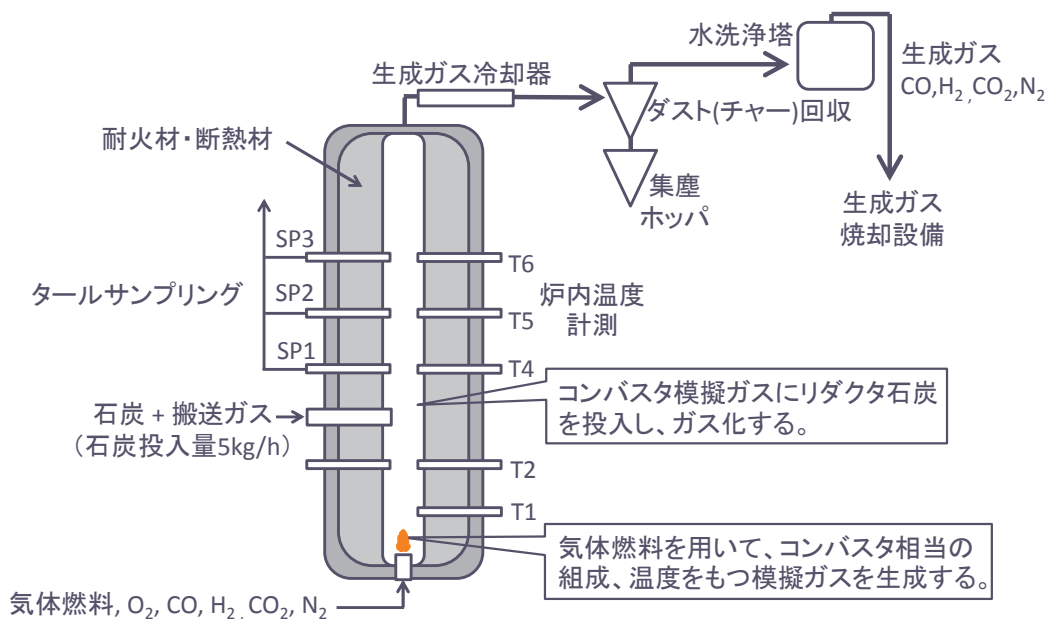 水洗浄塔
生成ガス
CO,H2,CO2,N2
生成ガス冷却器
ダスト(チャー)回収
耐火材・断熱材
集塵
ホッパ
生成ガス
焼却設備
SP3
T6
タールサンプリング
SP2
炉内温度
計測
T5
SP1
T4
コンバスタ模擬ガスにリダクタ石炭
を投入し、ガス化する。
石炭 + 搬送ガス
（石炭投入量5kg/h）
T2
T1
気体燃料を用いて、コンバスタ相当の
組成、温度をもつ模擬ガスを生成する。
気体燃料, O2, CO, H2, CO2, N2